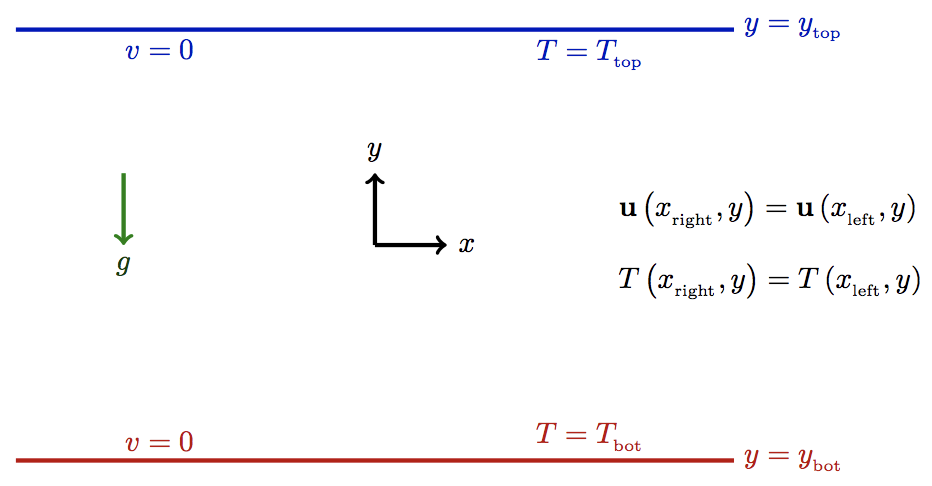 y = y_top
v = 0
T = T_top
y
u (x_right, y) = u (x_left, y)
x
g
T (x_right, y) = T (x_left, y)
v = 0
T = T_bot
y = y_bot